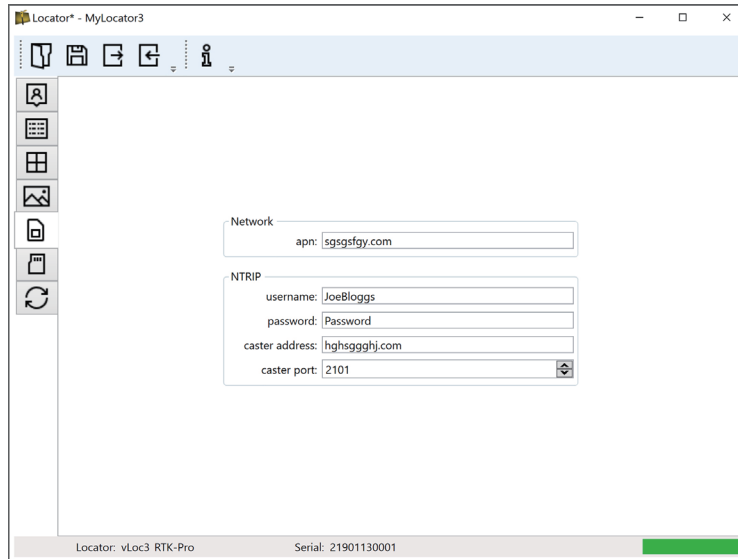 Locator* - MyLocator3
Network
apn: sgsgsfgy.com
NTRIP
username: JoeBloggs
password: Password
caster address: hghsggghj.com
caster port: 2101
Locator: vLoc3 RTK-Pro Serial: 21901130001